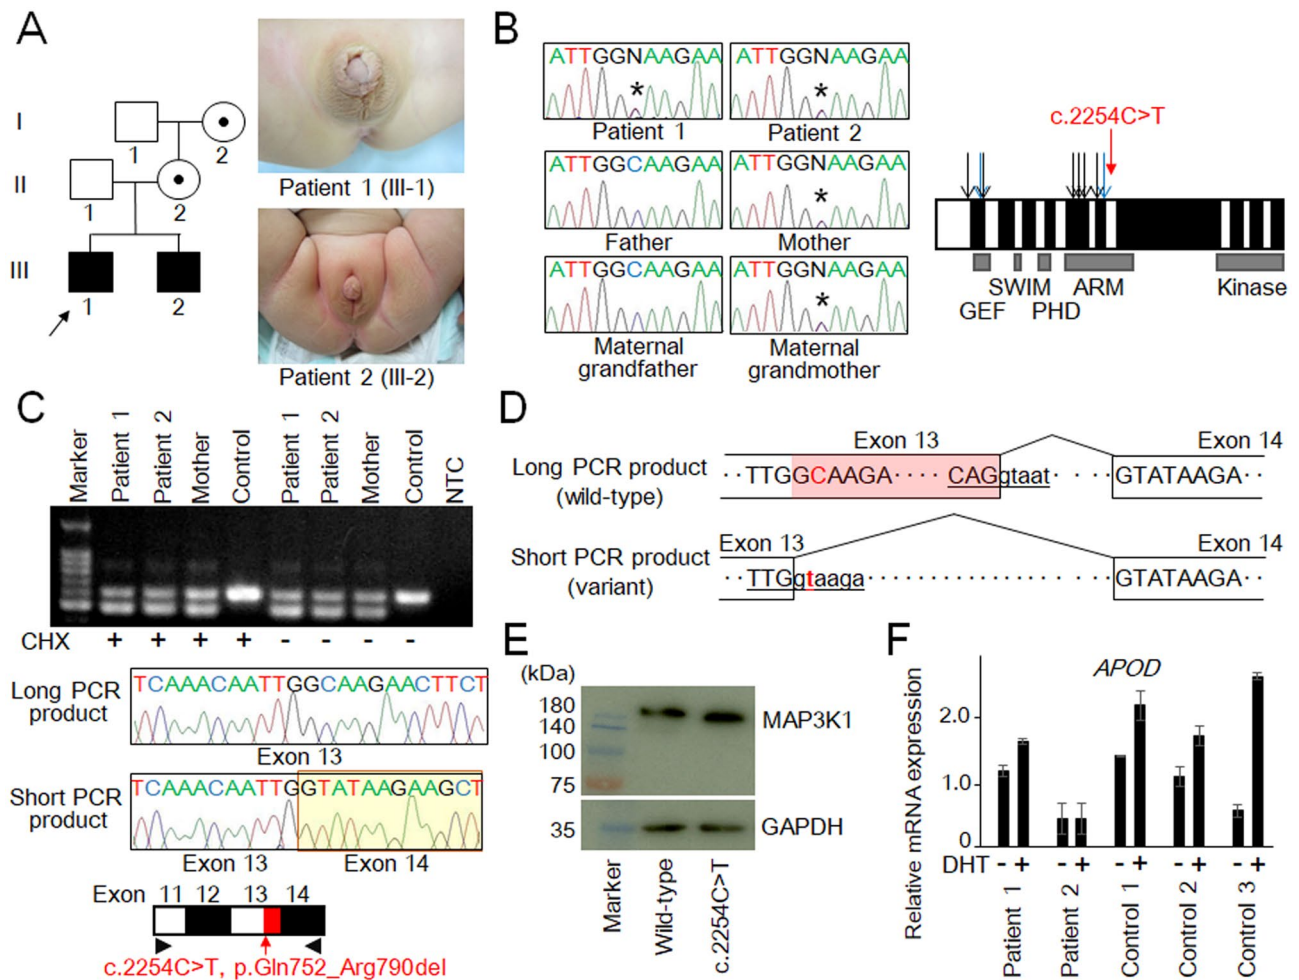 A
I
II
III
1
2
1
2
1
2
Patient 1 (III-1)
Patient 2 (III-2)
B
ATTGGNAAGAA
*
Patient 1
ATTGGNAAGAA
*
Patient 2
ATTGGCAAGAA
Father
ATTGGNAAGAA
*
Mother
ATTGGCAAGAA
Maternal
grandfather
ATTGGNAAGAA
*
Maternal
grandmother
c.2254C>T
SWIM
ARM
Kinase
GEF
PHD
C
Marker
Patient 1
Patient 2
Mother
Control
Patient 1
Patient 2
Mother
Control
NTC
CHX + + + + - - - -
Long PCR
product
TCAAACAATTGGCAAGAACTTCT
Exon 13
Short PCR
product
TCAAACAATTGGTATAAGAAGCT
Exon 13
Exon 14
Exon 11 12 13 14
c.2254C>T, p.Gln752_Arg790del
D
Exon 13
Exon 14
Long PCR product
(wild-type)
··TTGGCAAGA····CAGgtaat····GTATAAGA··
Short PCR product
(variant)
Exon 13
Exon 14
··TTGgtaaga··················GTATAAGA··
E
(kDa)
180
140
100
75
35
MAP3K1
GAPDH
Marker
Wild-type
c.2254C>T
F
APOD
Relative mRNA expression
2.0
1.0
0
DHT - + - + - + - + - +
Patient 1
Patient 2
Control 1
Control 2
Control 3